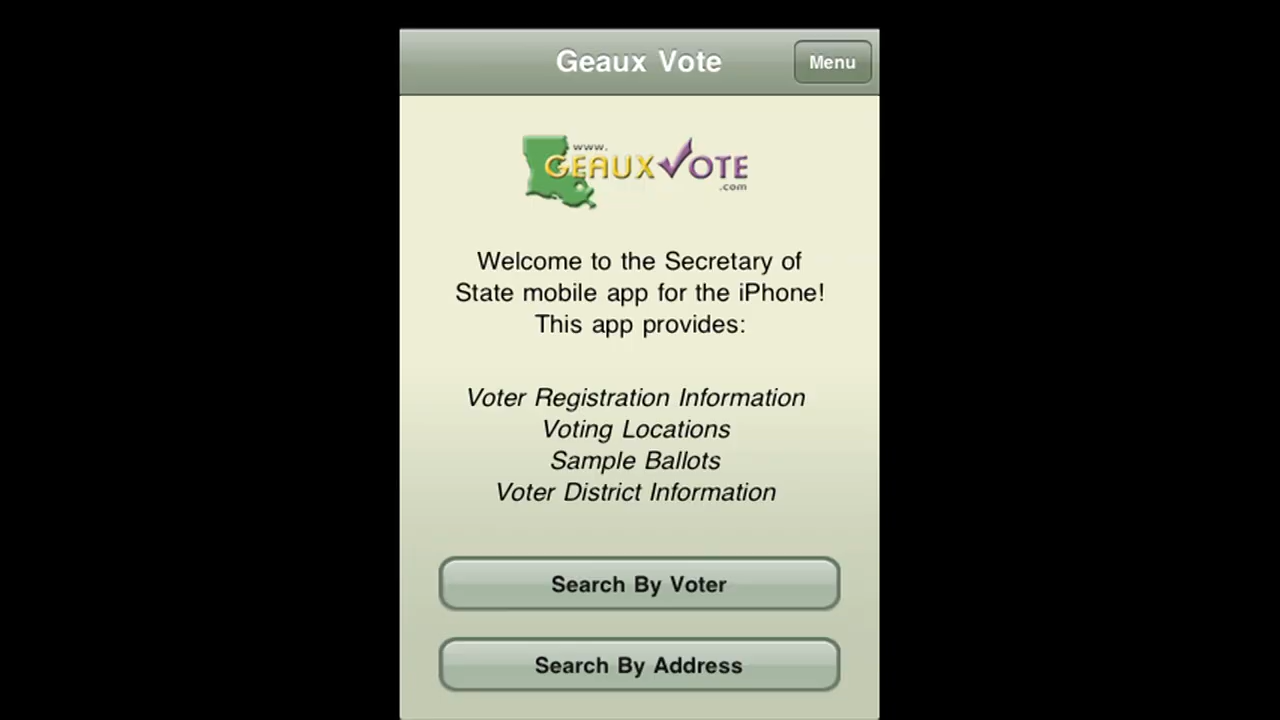 Geaux Vote
Menu
www.
GEAUXVOTE
.com
Welcome to the Secretary of
State mobile app for the iPhone!
This app provides:
Voter Registration Information
Voting Locations
Sample Ballots
Voter District Information
Search By Voter
Search By Address